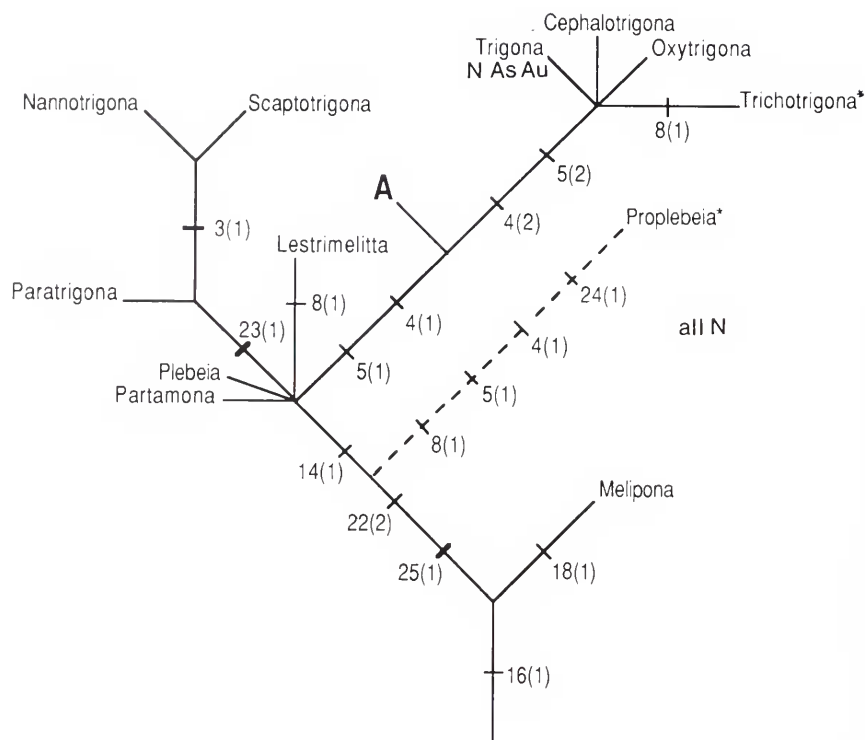 Cephalotrigona
Trigona
Oxytrigona
N As Au
Nannotrigona
Scaptotrigona
Trichotrigona*
8(1)
5(2)
A
4(2)
Proplebeia*
3(1)
Lestrimelitta
24(1)
Paratrigona
8(1)
4(1)
4(1)
all N
23(1)
5(1)
5(1)
Plebeia
Partamona
8(1)
14(1)
Melipona
22(2)
25(1)
18(1)
16(1)